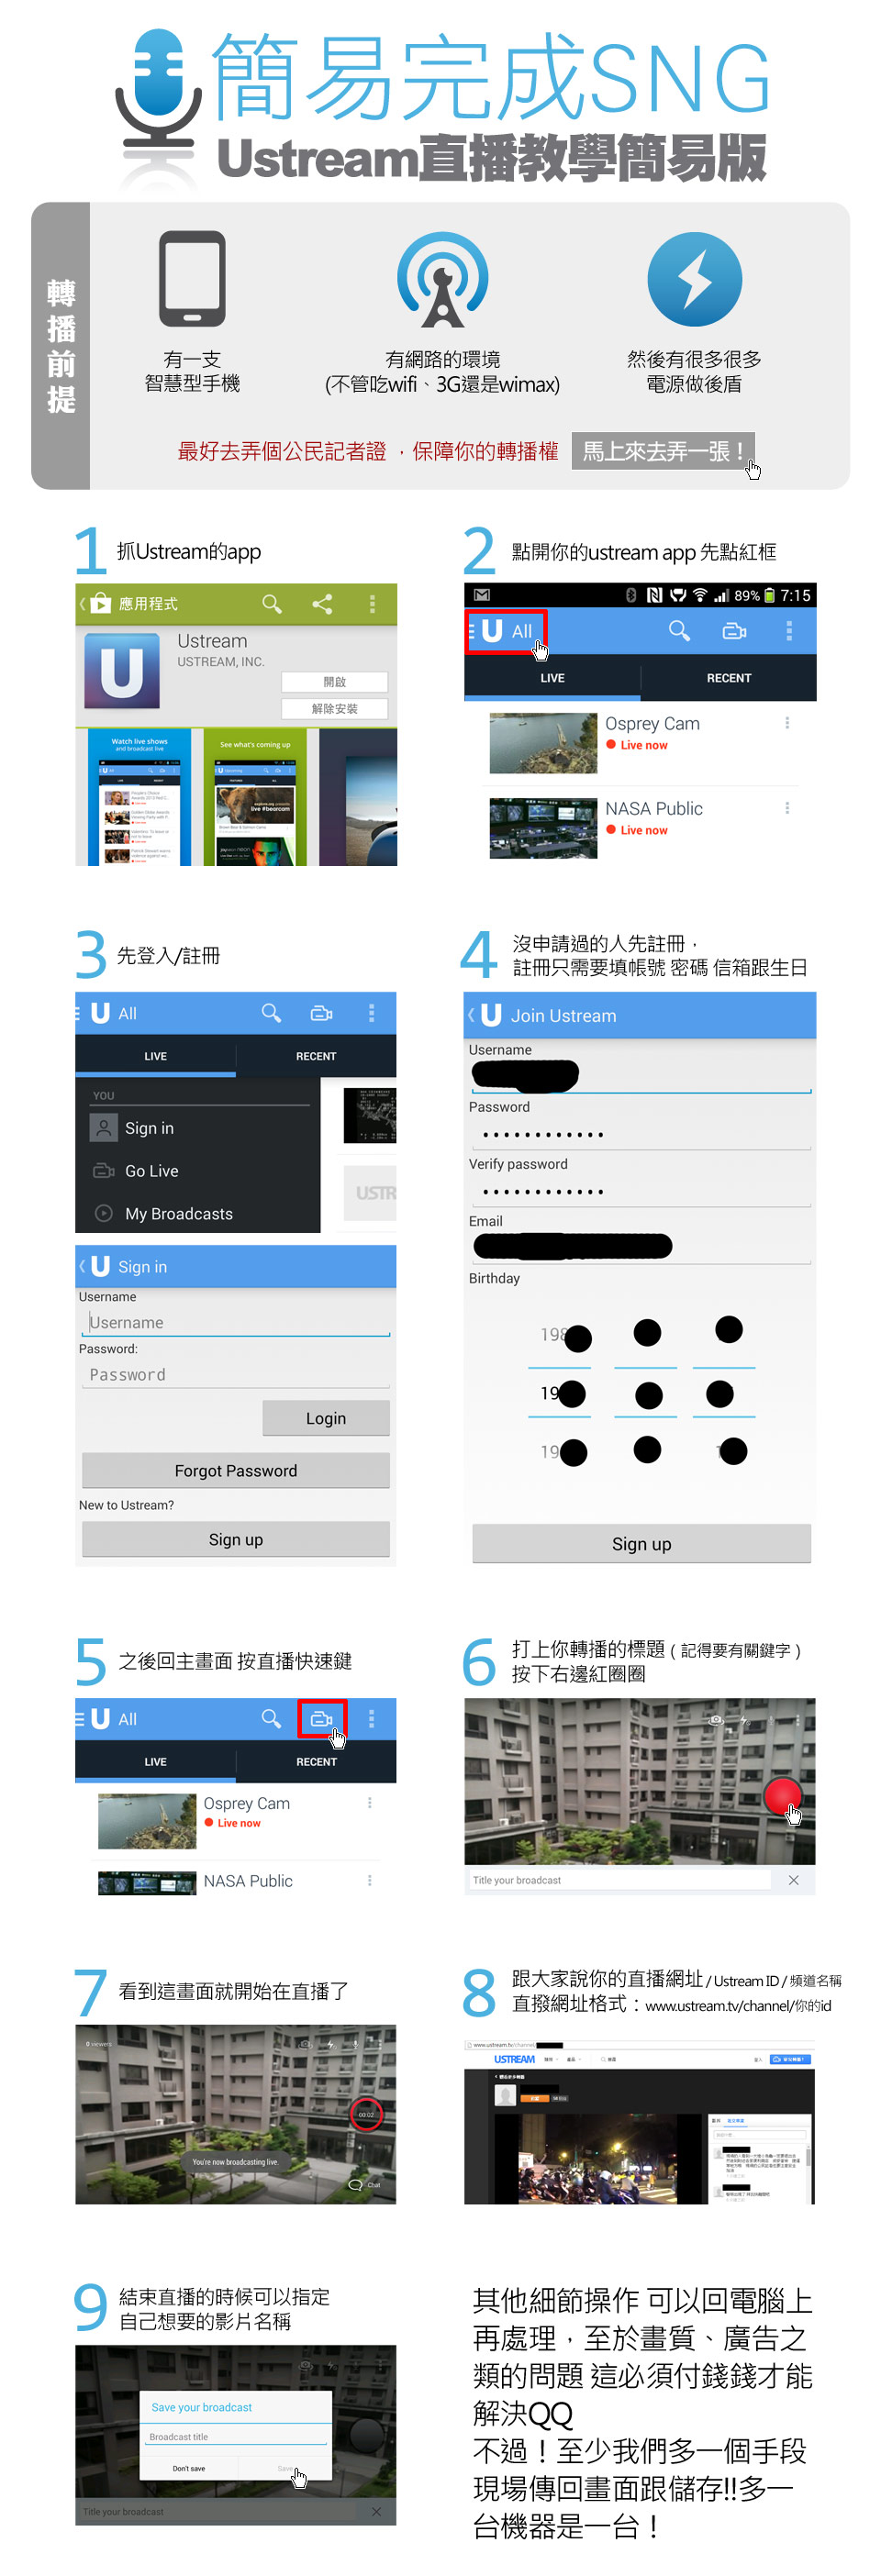 簡易完成SNG
Ustream直播教學簡易版
轉播前提
有一支
智慧型手機
有網路的環境
(不管吃wifi、3G還是wimax)
然後有很多很多
電源做後盾
最好去弄個公民記者證，保障你的轉播權
馬上來去弄一張！
1 抓Ustream的app
應用程式
Ustream
USTREAM, INC.
開啟
解除安裝
Watch live shows
and broadcast live
See what's coming up
2 點開你的ustream app 先點紅框
89% 7:15
U All
LIVE RECENT
Osprey Cam
Live now
NASA Public
Live now
3 先登入/註冊
U All
LIVE RECENT
YOU
Sign in
Go Live
My Broadcasts
USTR
U Sign in
Username
Username
Password:
Password
Login
Forgot Password
New to Ustream?
Sign up
4 沒申請過的人先註冊，
註冊只需要填帳號 密碼 信箱跟生日
U Join Ustream
Username
Password
Verify password
Email
Birthday
198
19
19
Sign up
5 之後回主畫面 按直播快速鍵
U All
LIVE RECENT
Osprey Cam
Live now
NASA Public
6 打上你轉播的標題（記得要有關鍵字）
按下右邊紅圈圈
Title your broadcast
7 看到這畫面就開始在直播了
0 viewers
00:02
You're now broadcasting live.
Chat
8 跟大家說你的直播網址 / Ustream ID / 頻道名稱
直撥網址格式：www.ustream.tv/channel/你的id
www.ustream.tv/channel/
USTREAM
9 結束直播的時候可以指定
自己想要的影片名稱
Save your broadcast
Broadcast title
Don't save Save
Title your broadcast
其他細節操作 可以回電腦上
再處理，至於畫質、廣告之
類的問題 這必須付錢錢才能
解決QQ
不過！至少我們多一個手段
現場傳回畫面跟儲存!!多一
台機器是一台！